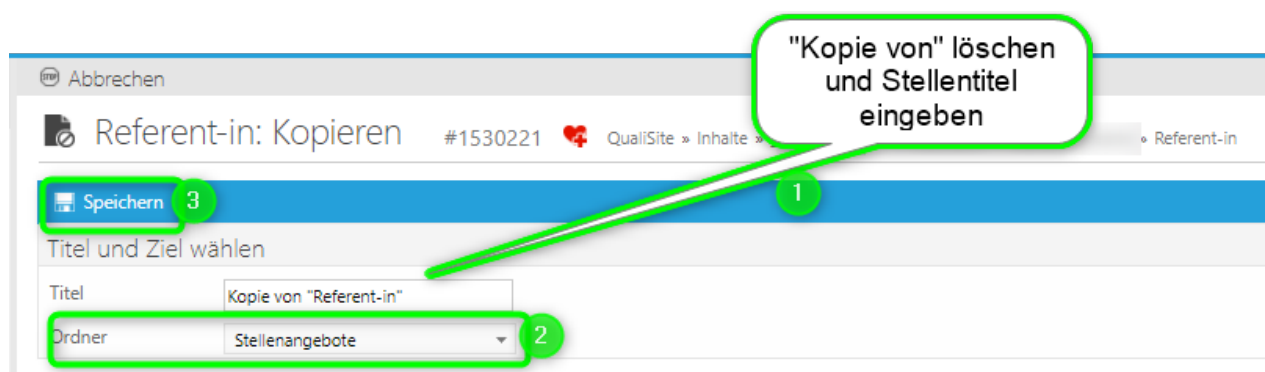 "Kopie von" löschen
und Stellentitel
eingeben
STOP Abbrechen
Referent-in: Kopieren #1530221 QualiSite » Inhalte » » Referent-in
Speichern 3 1
Titel und Ziel wählen
Titel Kopie von "Referent-in"
Ordner Stellenangebote 2